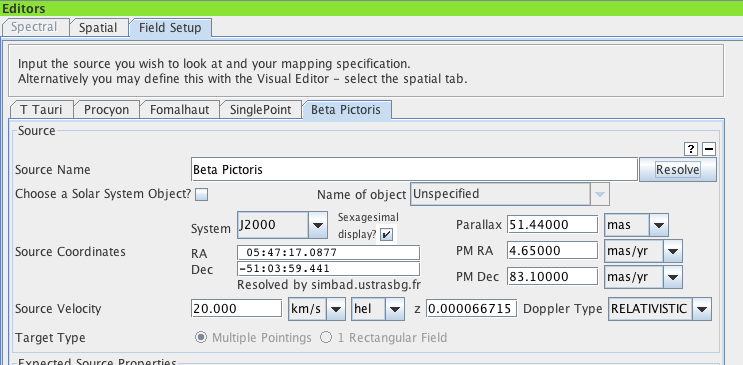 Editors
Spectral Spatial Field Setup
Input the source you wish to look at and your mapping specification.
Alternatively you may define this with the Visual Editor – select the spatial tab.
T Tauri Procyon Fomalhaut SinglePoint Beta Pictoris
Source
? –
Source Name Beta Pictoris Resolve
Choose a Solar System Object? Name of object Unspecified
System J2000 Sexagesimal display? Parallax 51.44000 mas
Source Coordinates RA 05:47:17.0877 PM RA 4.65000 mas/yr
Dec -51:03:59.441 PM Dec 83.10000 mas/yr
Resolved by simbad.ustrasbg.fr
Source Velocity 20.000 km/s hel z 0.000066715 Doppler Type RELATIVISTIC
Target Type Multiple Pointings 1 Rectangular Field
Expected Source Properties